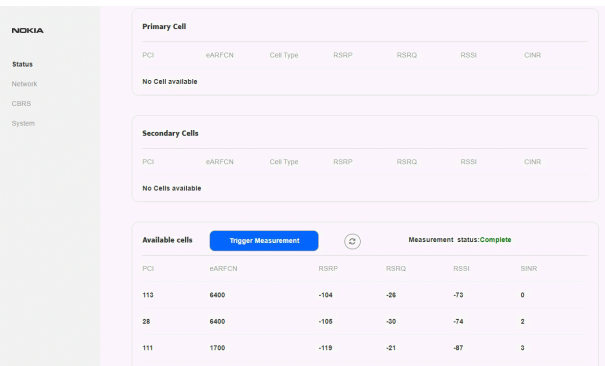 NOKIA
Status
Network
CBRS
System
Primary Cell
PCI eARFCN Cell Type RSRP RSRQ RSSI CINR
No Cell available
Secondary Cells
PCI eARFCN Cell Type RSRP RSRQ RSSI CINR
No Cells available
Available cells Trigger Measurement Measurement status:Complete
PCI eARFCN RSRP RSRQ RSSI SINR
113 6400 -104 -26 -73 0
28 6400 -105 -30 -74 2
111 1700 -119 -21 -87 3